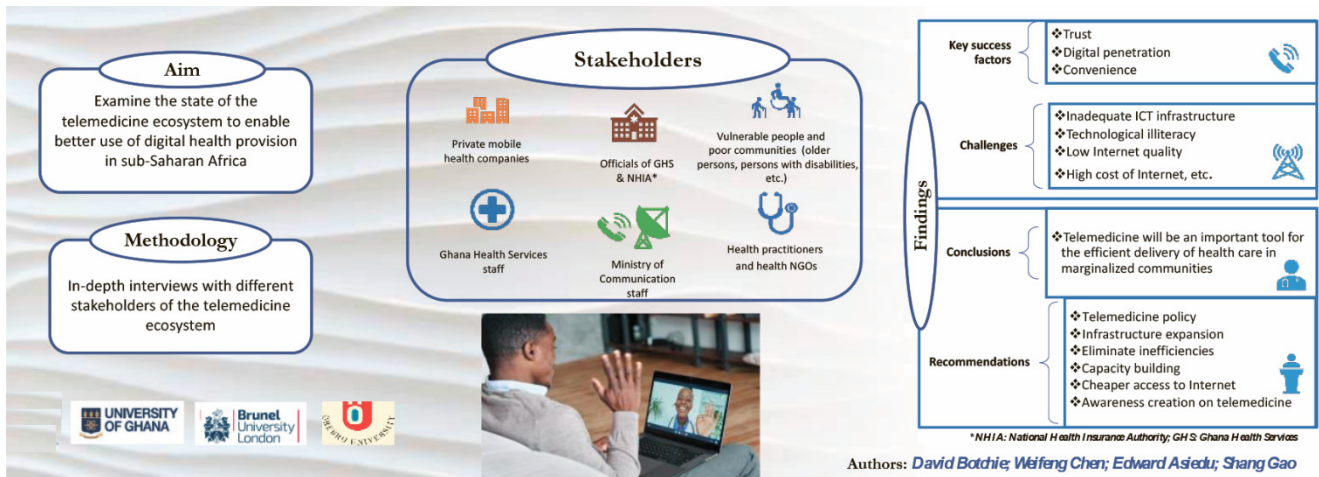 Aim
Examine the state of the
telemedicine ecosystem to enable
better use of digital health provision
in sub-Saharan Africa
Methodology
In-depth interviews with different
stakeholders of the telemedicine
ecosystem
UNIVERSITY
OF GHANA
Brunel
University
London
ÖREBRO UNIVERSITY
Stakeholders
Private mobile
health companies
Officials of GHS
& NHIA*
Vulnerable people and
poor communities (older
persons, persons with disabilities,
etc.)
Ghana Health Services
staff
Ministry of
Communication
staff
Health practitioners
and health NGOs
Findings
Key success
factors
❖Trust
❖Digital penetration
❖Convenience
Challenges
❖Inadequate ICT infrastructure
❖Technological illiteracy
❖Low Internet quality
❖High cost of Internet, etc.
Conclusions
❖Telemedicine will be an important tool for
the efficient delivery of health care in
marginalized communities
Recommendations
❖Telemedicine policy
❖Infrastructure expansion
❖Eliminate inefficiencies
❖Capacity building
❖Cheaper access to Internet
❖Awareness creation on telemedicine
*NHIA: National Health Insurance Authority; GHS: Ghana Health Services
Authors: David Botchie; Weifeng Chen; Edward Asiedu; Shang Gao